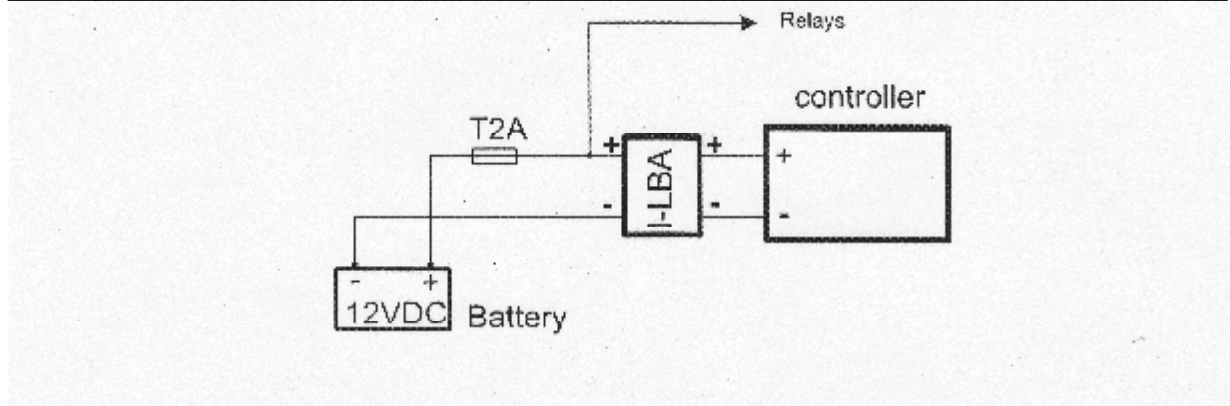 Relays
controller
T2A
+ +
+
I-LBA
- -
-
- +
12VDC Battery